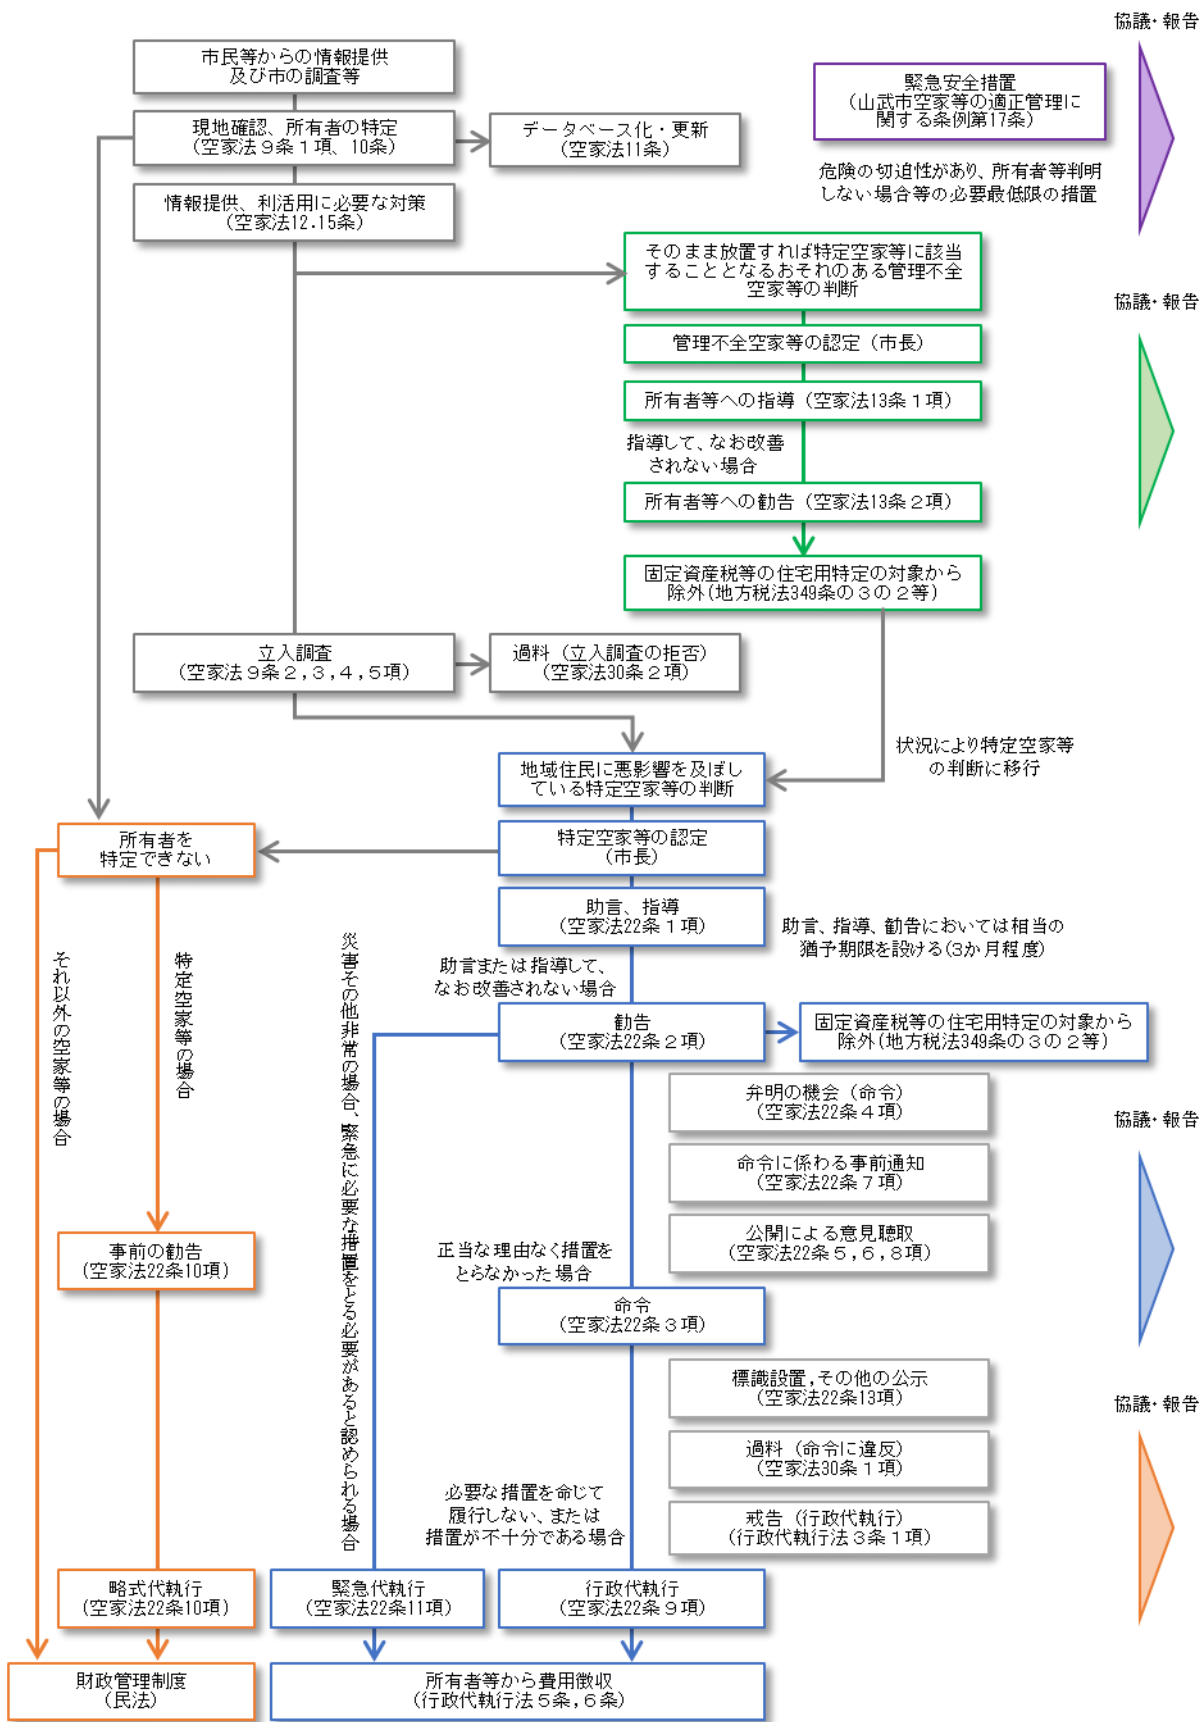 協議・報告
市民等からの情報提供
及び市の調査等
緊急安全措置
(山武市空家等の適正管理に
関する条例第17条)
現地確認、所有者の特定
(空家法９条１項、10条)
データベース化・更新
(空家法11条)
危険の切迫性があり、所有者等判明
しない場合等の必要最低限の措置
情報提供、利活用に必要な対策
(空家法12.15条)
そのまま放置すれば特定空家等に該当
することとなるおそれのある管理不全
空家等の判断
協議・報告
管理不全空家等の認定（市長）
所有者等への指導（空家法13条１項）
指導して、なお改善
されない場合
所有者等への勧告（空家法13条２項）
固定資産税等の住宅用特定の対象から
除外(地方税法349条の３の２等)
立入調査
(空家法９条２,３,４,５項)
過料（立入調査の拒否）
(空家法30条２項)
状況により特定空家等
の判断に移行
地域住民に悪影響を及ぼし
ている特定空家等の判断
所有者を
特定できない
特定空家等の認定
(市長)
助言、指導
(空家法22条１項)
助言、指導、勧告においては相当の
猶予期限を設ける(3か月程度)
それ以外の空家等の場合
特定空家等の場合
災害その他非常の場合、緊急に必要な措置をとる必要があると認められる場合
助言または指導して、
なお改善されない場合
勧告
(空家法22条２項)
固定資産税等の住宅用特定の対象から
除外(地方税法349条の３の２等)
弁明の機会（命令）
(空家法22条４項)
協議・報告
命令に係わる事前通知
(空家法22条７項)
公開による意見聴取
(空家法22条５,６,８項)
事前の勧告
(空家法22条10項)
正当な理由なく措置を
とらなかった場合
命令
(空家法22条３項)
標識設置,その他の公示
(空家法22条13項)
協議・報告
過料（命令に違反）
(空家法30条１項)
必要な措置を命じて
履行しない、または
措置が不十分である場合
戒告（行政代執行）
(行政代執行法３条１項)
略式代執行
(空家法22条10項)
緊急代執行
(空家法22条11項)
行政代執行
(空家法22条９項)
財政管理制度
(民法)
所有者等から費用徴収
(行政代執行法５条,６条)